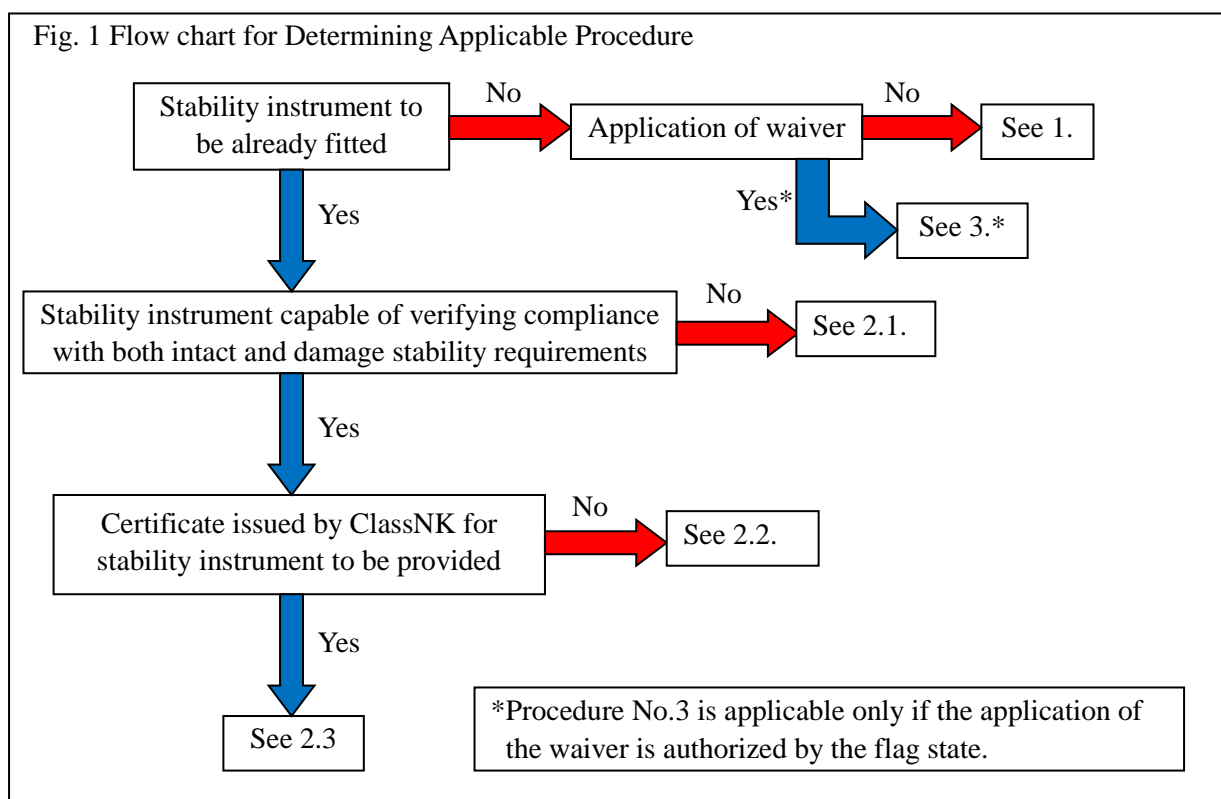 Fig. 1 Flow chart for Determining Applicable Procedure
Stability instrument to
be already fitted
No
Application of waiver
No
See 1.
Yes*
See 3.*
Yes
Stability instrument capable of verifying compliance
with both intact and damage stability requirements
No
See 2.1.
Yes
Certificate issued by ClassNK for
stability instrument to be provided
No
See 2.2.
Yes
See 2.3
*Procedure No.3 is applicable only if the application of
the waiver is authorized by the flag state.